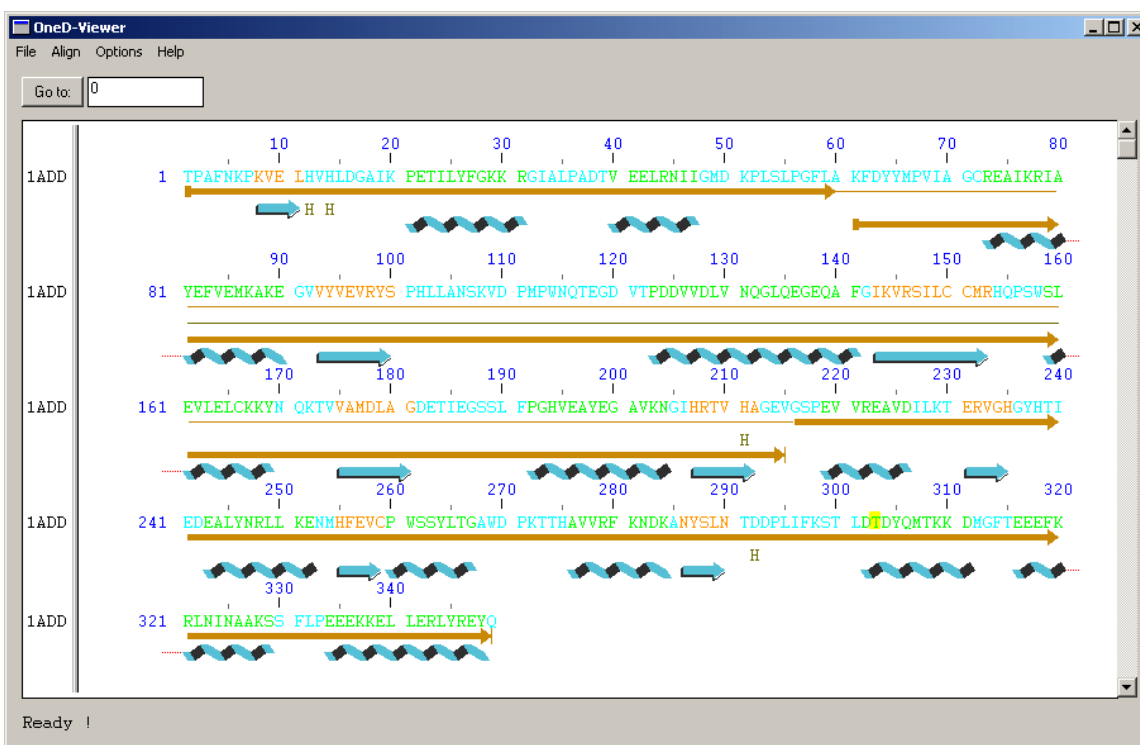 OneD-Viewer
File Align Options Help
Go to: 0
10 20 30 40 50 60 70 80
1ADD 1 TPAFNKPKVE LHVHLDGAIK PETILYFGKK RGIALPADTV EELRNIIGMD KPLSLPGFLA KFDYYMPVIA GCREAIKRIA
H H
90 100 110 120 130 140 150 160
1ADD 81 YEFVEMKAKE GVVYVEVRYS PHLLANSKVD PMPWNQTEGD VTPDDVVDLV NQGLQEGEQA FGIKVRSILC CMRHQPSWSL
170 180 190 200 210 220 230 240
1ADD 161 EVLELCKKYN QKTVVAMDLA GDETIEGSSL FPGHVEAYEG AVKNGIHRTV HAGEVGSPEV VREAVDILKT ERVGHGYHTI
H
250 260 270 280 290 300 310 320
1ADD 241 EDEALYNRLL KENMHFEVCP WSSYLTGAWD PKTTHAVVRF KNDKANYSLN TDDPLIFKST LDTDYQMTKK DMGFTEEEFK
H
330 340
1ADD 321 RLNINAAKSS FLPEEEKKEL LERLYREYQ
Ready !